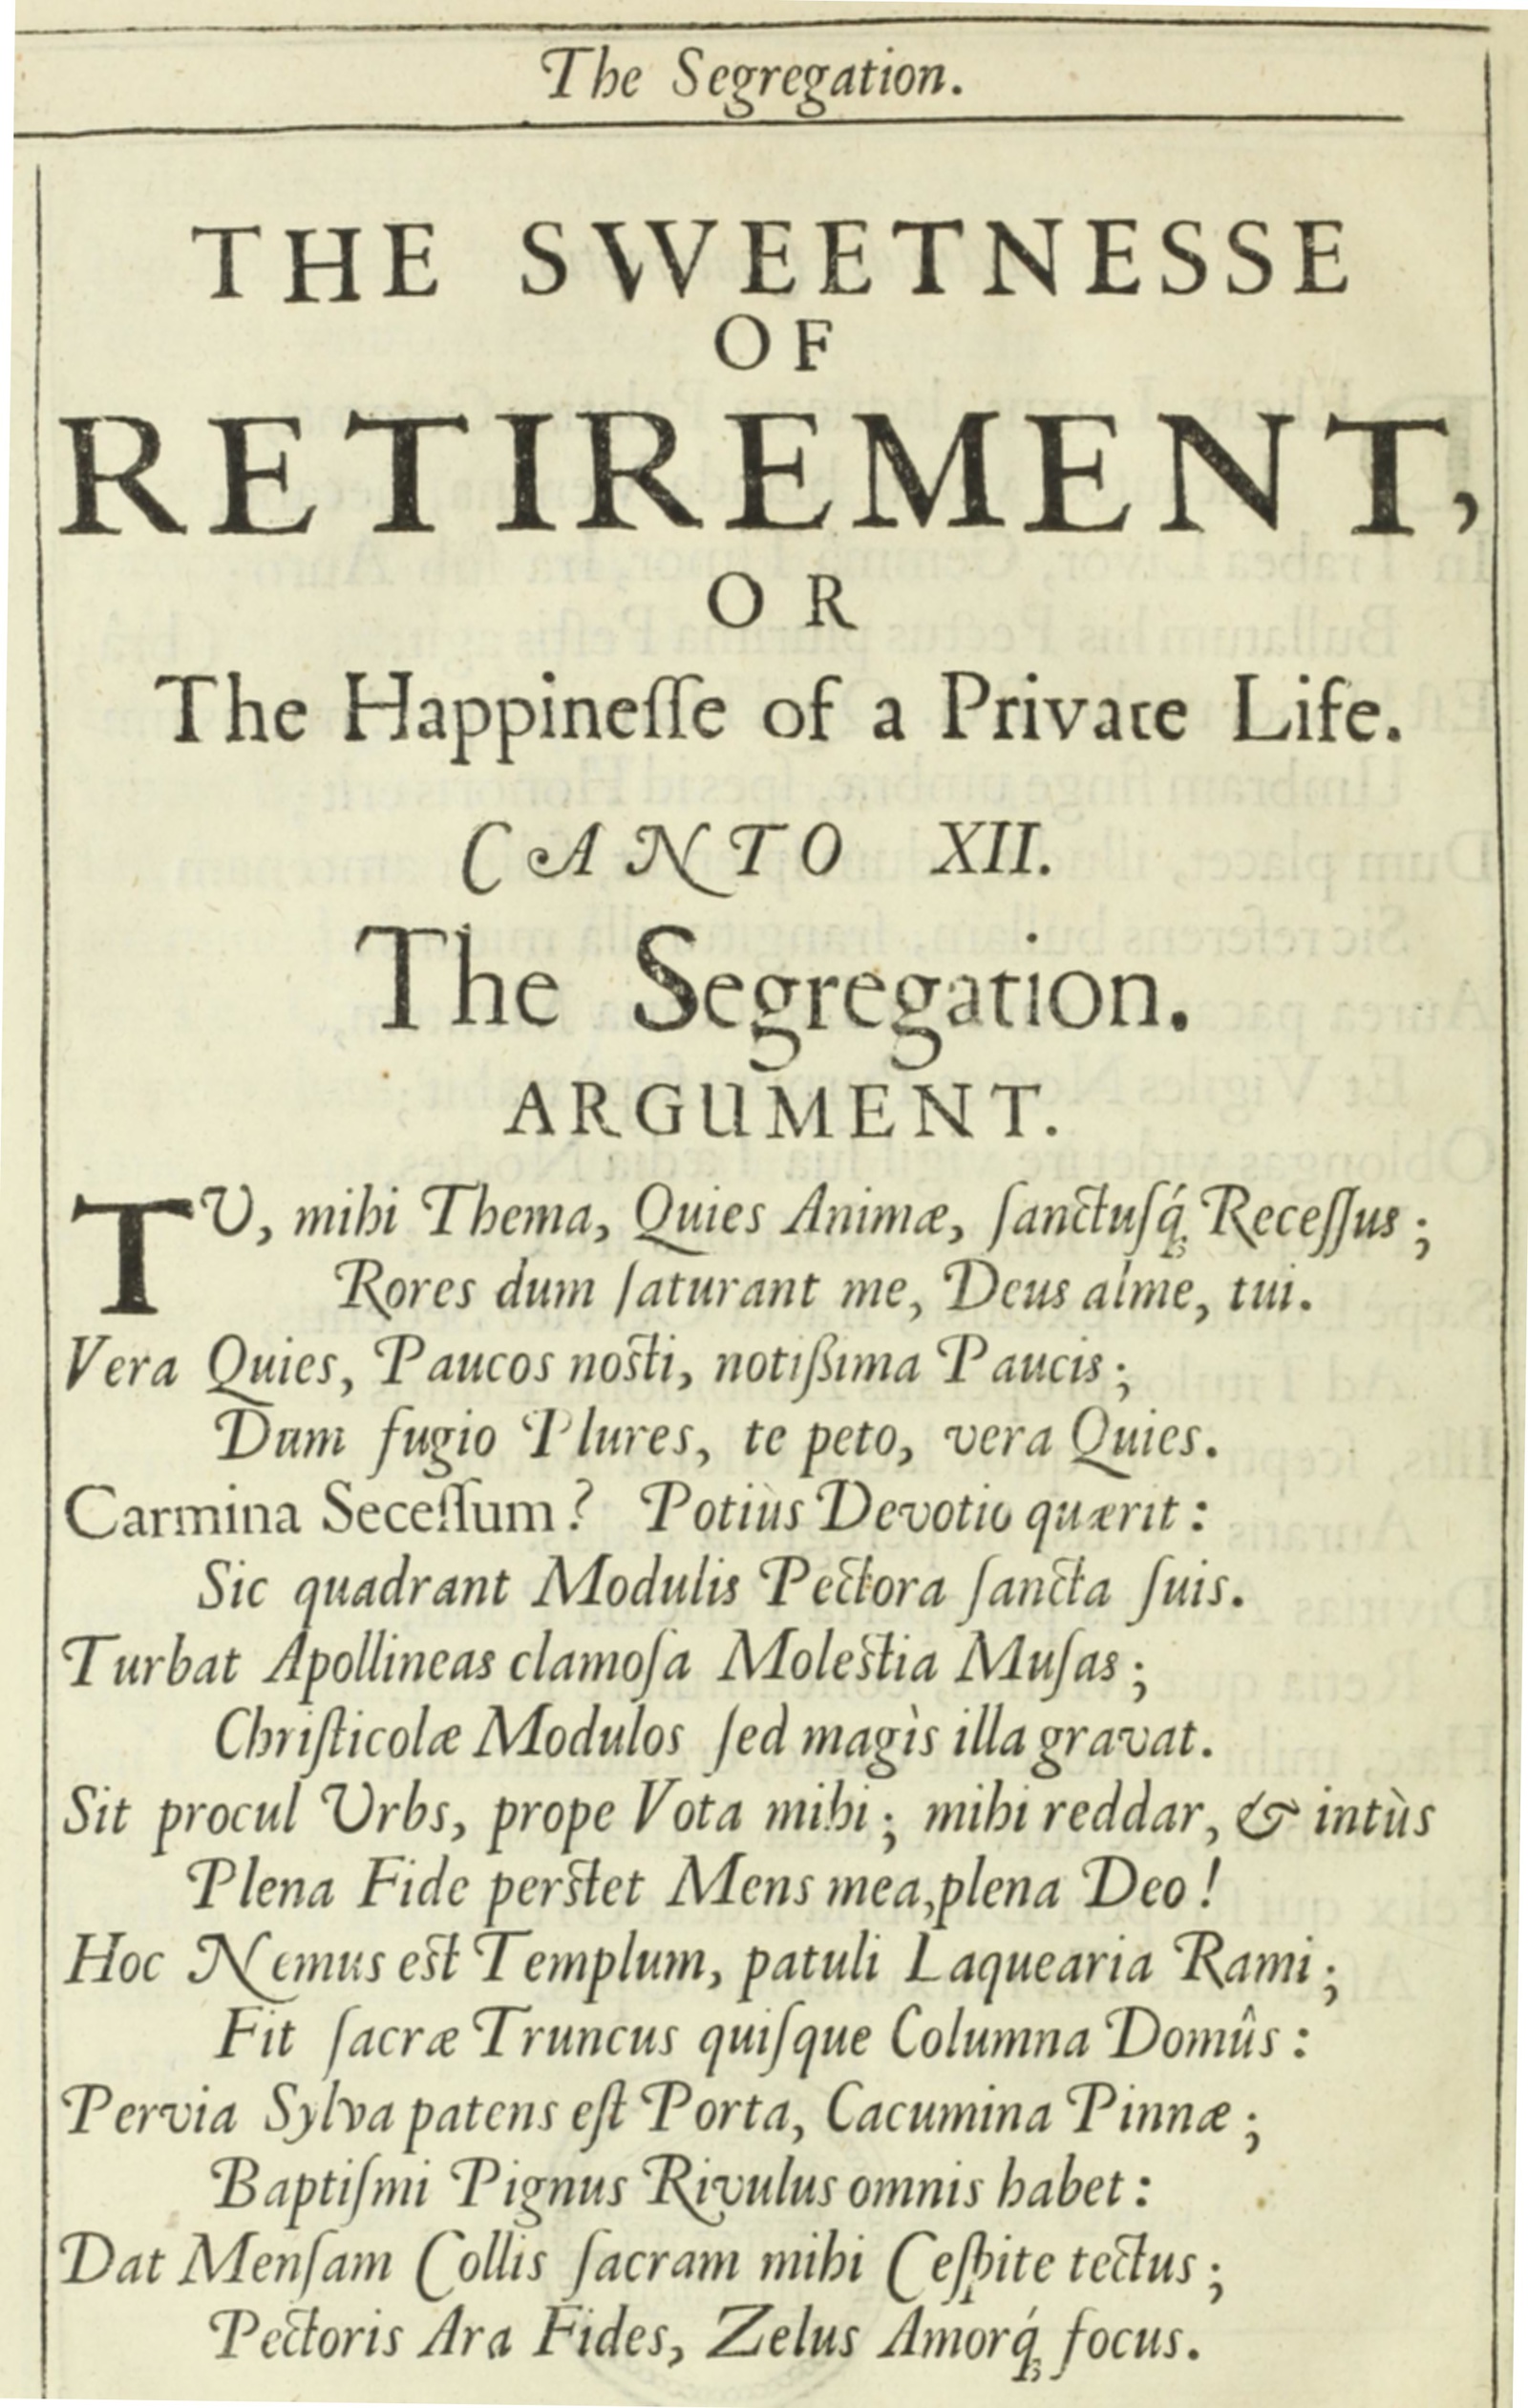 The Segregation.
THE SWEETNESSE
OF
RETIREMENT,
OR
The Happineſſe of a Private Life.
CANTO XII.
The Segregation.
ARGUMENT.
TU, mihi Thema, Quies Animæ, ſanctuſq́; Receſſus;
Rores dum ſaturant me, Deus alme, tui.
Vera Quies, Paucos noſti, notißima Paucis;
Dum fugio Plures, te peto, vera Quies.
Carmina Seceſſum? Potiùs Devotio quærit:
Sic quadrant Modulis Pectora ſancta ſuis.
Turbat Apollineas clamoſa Moleſtia Muſas;
Chriſticolæ Modulos ſed magìs illa gravat.
Sit procul Urbs, prope Vota mihi; mihi reddar, & intùs
Plena Fide perſtet Mens mea, plena Deo!
Hoc Nemus eſt Templum, patuli Laquearia Rami;
Fit ſacræ Truncus quiſque Columna Domûs:
Pervia Sylva patens eſt Porta, Cacumina Pinnæ;
Baptiſmi Pignus Rivulus omnis habet:
Dat Menſam Collis ſacram mihi Ceſpite tectus;
Pectoris Ara Fides, Zelus Amorq́; focus.